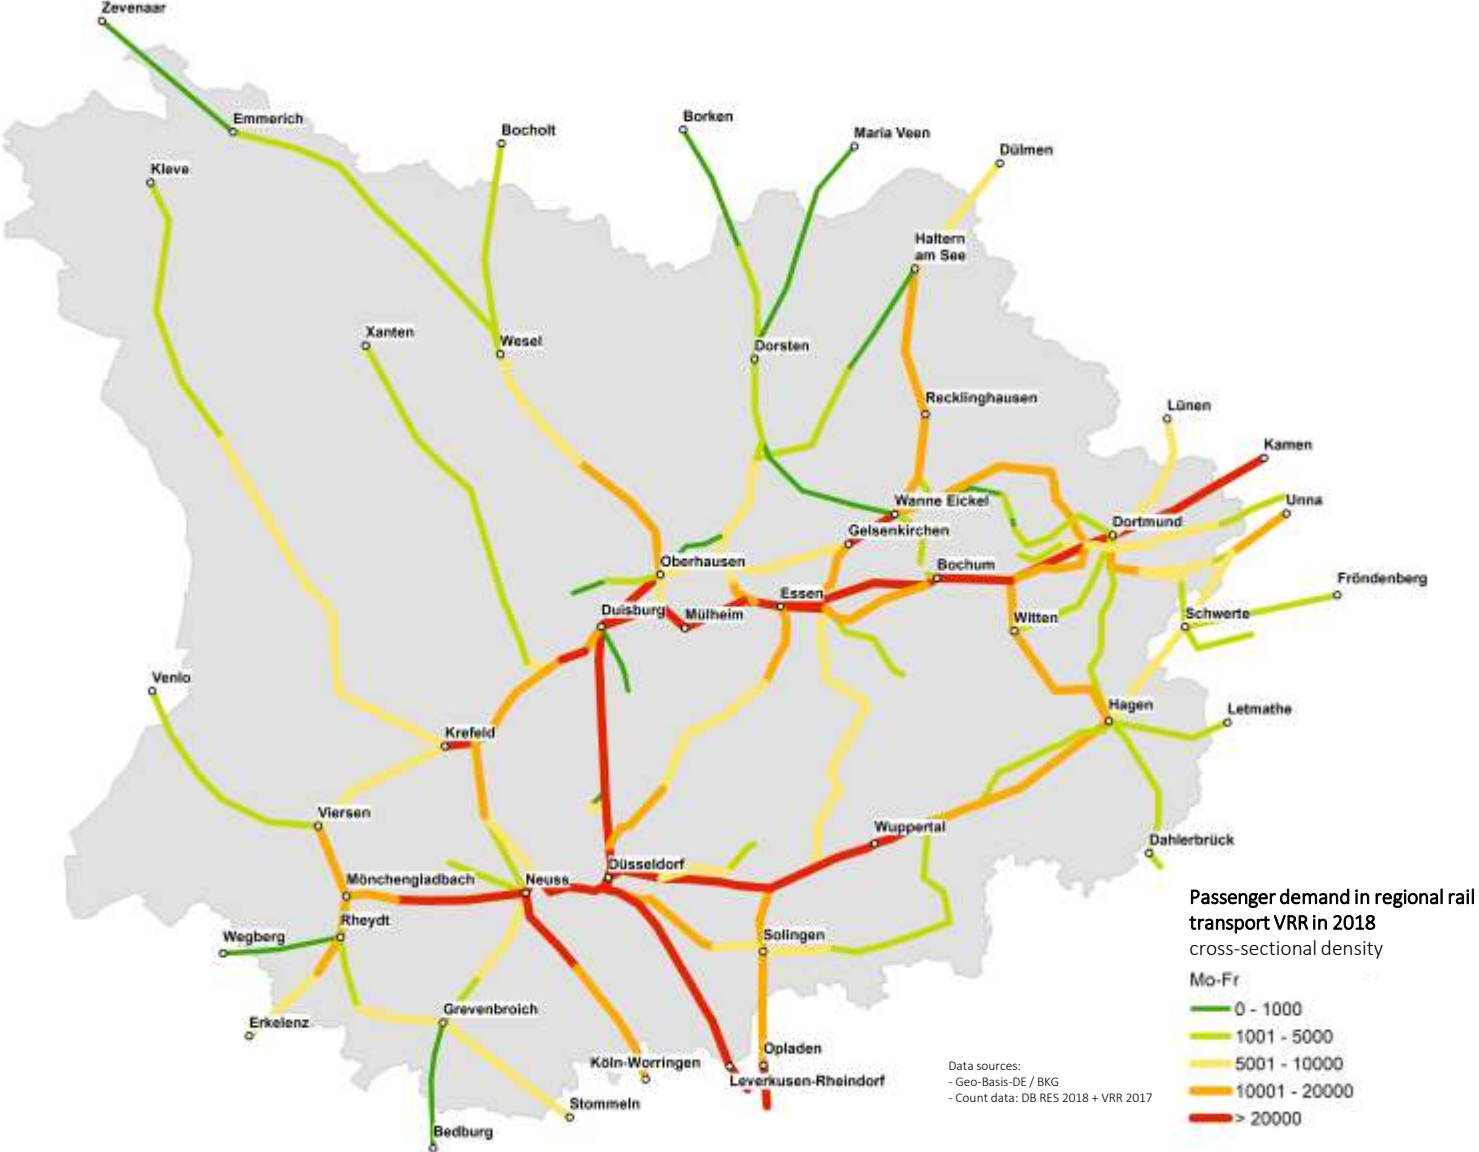 Zevenaar
Emmerich
Bocholt
Borken
Maria Veen
Dülmen
Kleve
Haltern
am See
Xanten
Wesel
Dorsten
Recklinghausen
Lünen
Kamen
Wanne Eickel
Unna
Gelsenkirchen
Dortmund
Oberhausen
Bochum
Fröndenberg
Essen
Duisburg
Mülheim
Witten
Schwerte
Venlo
Krefeld
Hagen
Letmathe
Viersen
Wuppertal
Dahlerbrück
Düsseldorf
Mönchengladbach
Neuss
Rheydt
Wegberg
Solingen
Grevenbroich
Erkelenz
Köln-Worringen
Opladen
Leverkusen-Rheindorf
Stommeln
Bedburg
Passenger demand in regional rail
transport VRR in 2018
cross-sectional density
Mo-Fr
0 - 1000
1001 - 5000
5001 - 10000
10001 - 20000
> 20000
Data sources:
- Geo-Basis-DE / BKG
- Count data: DB RES 2018 + VRR 2017